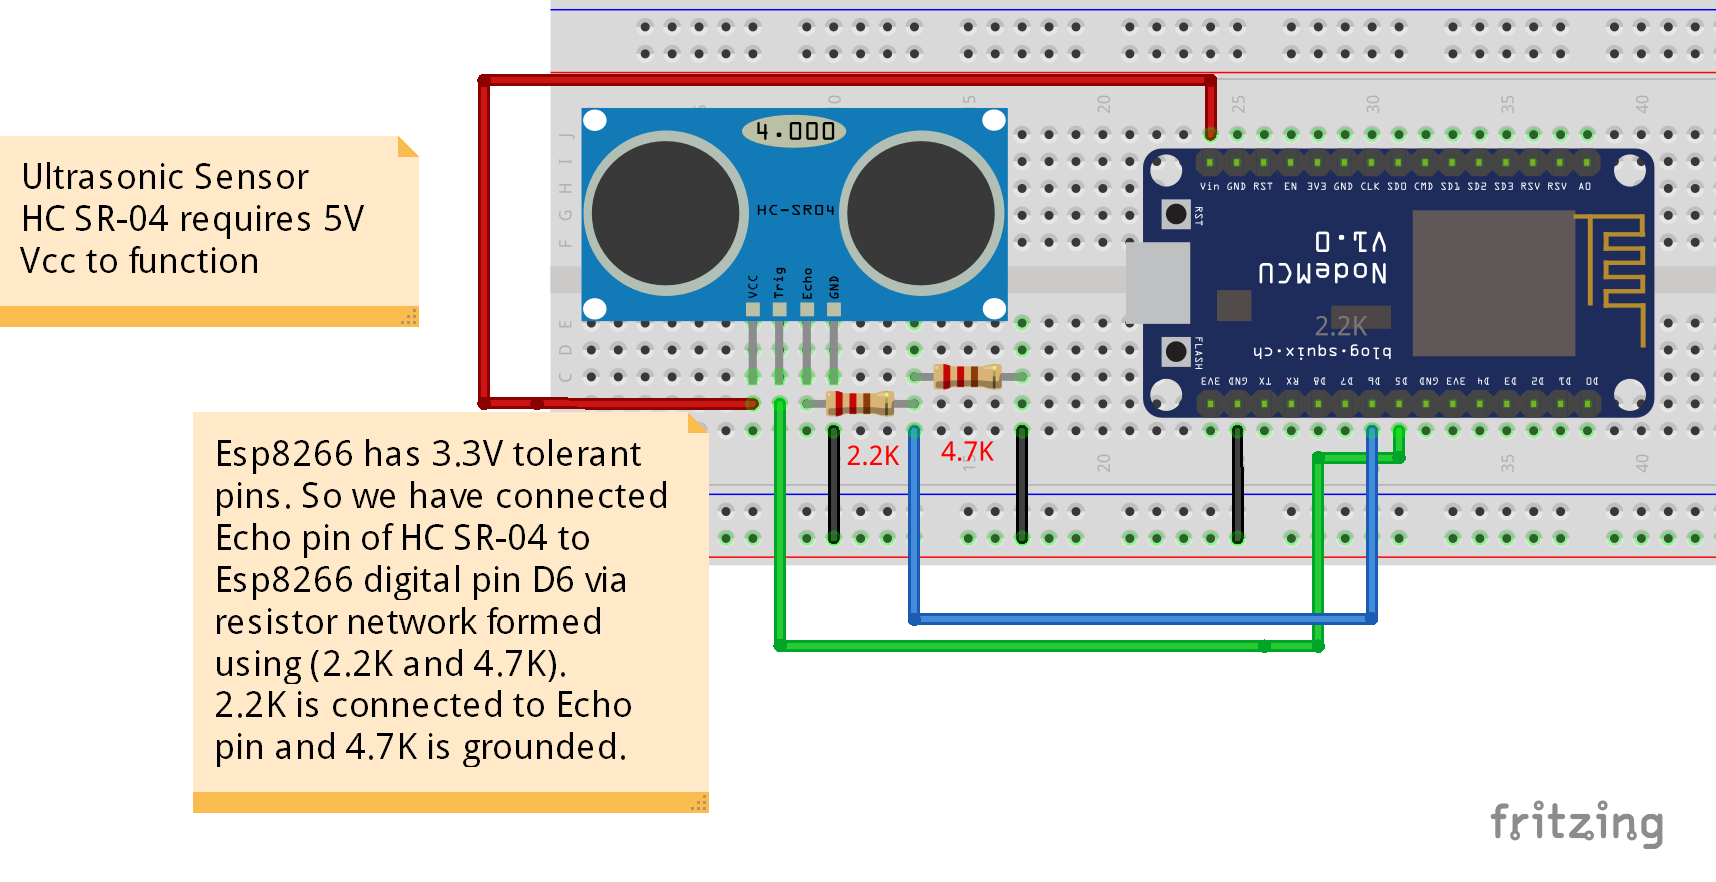 5 0 5 20 25 30 35 40
J
I
H
G
F
E
D
C
4.000
HC-SR04
VCC Trig Echo GND
Ultrasonic Sensor
HC SR-04 requires 5V
Vcc to function
Vin GND RST EN 3V3 GND CLK SD0 CMD SD1 SD2 SD3 RSV RSV A0
RST
V1.0
NodeMCU
2.2K
blog.squix.ch
FLASH
3V3 GND TX RX D8 D7 D6 D5 GND 3V3 D4 D3 D2 D1 D0
2.2K
4.7K
1 20 35 40
Esp8266 has 3.3V tolerant
pins. So we have connected
Echo pin of HC SR-04 to
Esp8266 digital pin D6 via
resistor network formed
using (2.2K and 4.7K).
2.2K is connected to Echo
pin and 4.7K is grounded.
fritzing